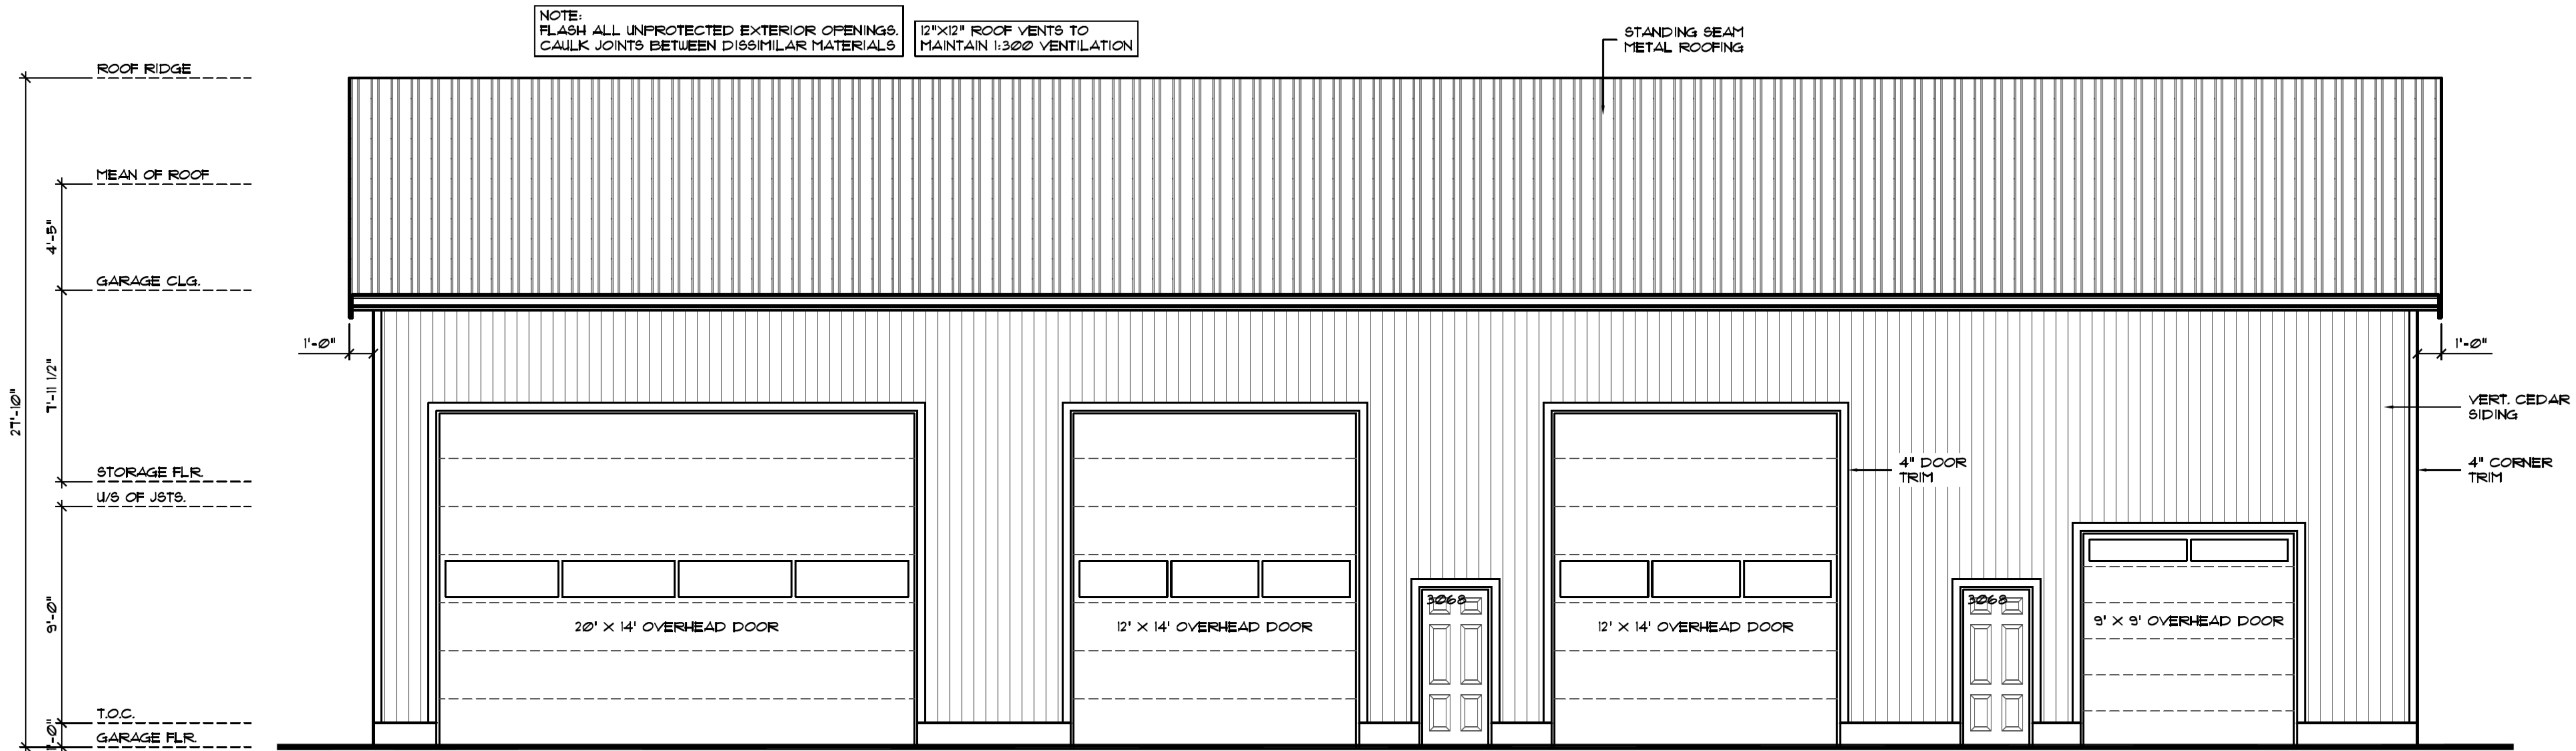 NOTE:
FLASH ALL UNPROTECTED EXTERIOR OPENINGS.
CAULK JOINTS BETWEEN DISSIMILAR MATERIALS
12"X12" ROOF VENTS TO
MAINTAIN 1:300 VENTILATION
STANDING SEAM
METAL ROOFING
ROOF RIDGE
MEAN OF ROOF
4'-5"
GARAGE CLG.
1'-0"
1'-0"
7'-11 1/2"
27'-10"
VERT. CEDAR
SIDING
STORAGE FLR.
U/S OF JSTS.
4" DOOR
TRIM
4" CORNER
TRIM
9'-0"
3068
3068
20' X 14' OVERHEAD DOOR
12' X 14' OVERHEAD DOOR
12' X 14' OVERHEAD DOOR
9' X 9' OVERHEAD DOOR
T.O.C.
1'-0"
GARAGE FLR.